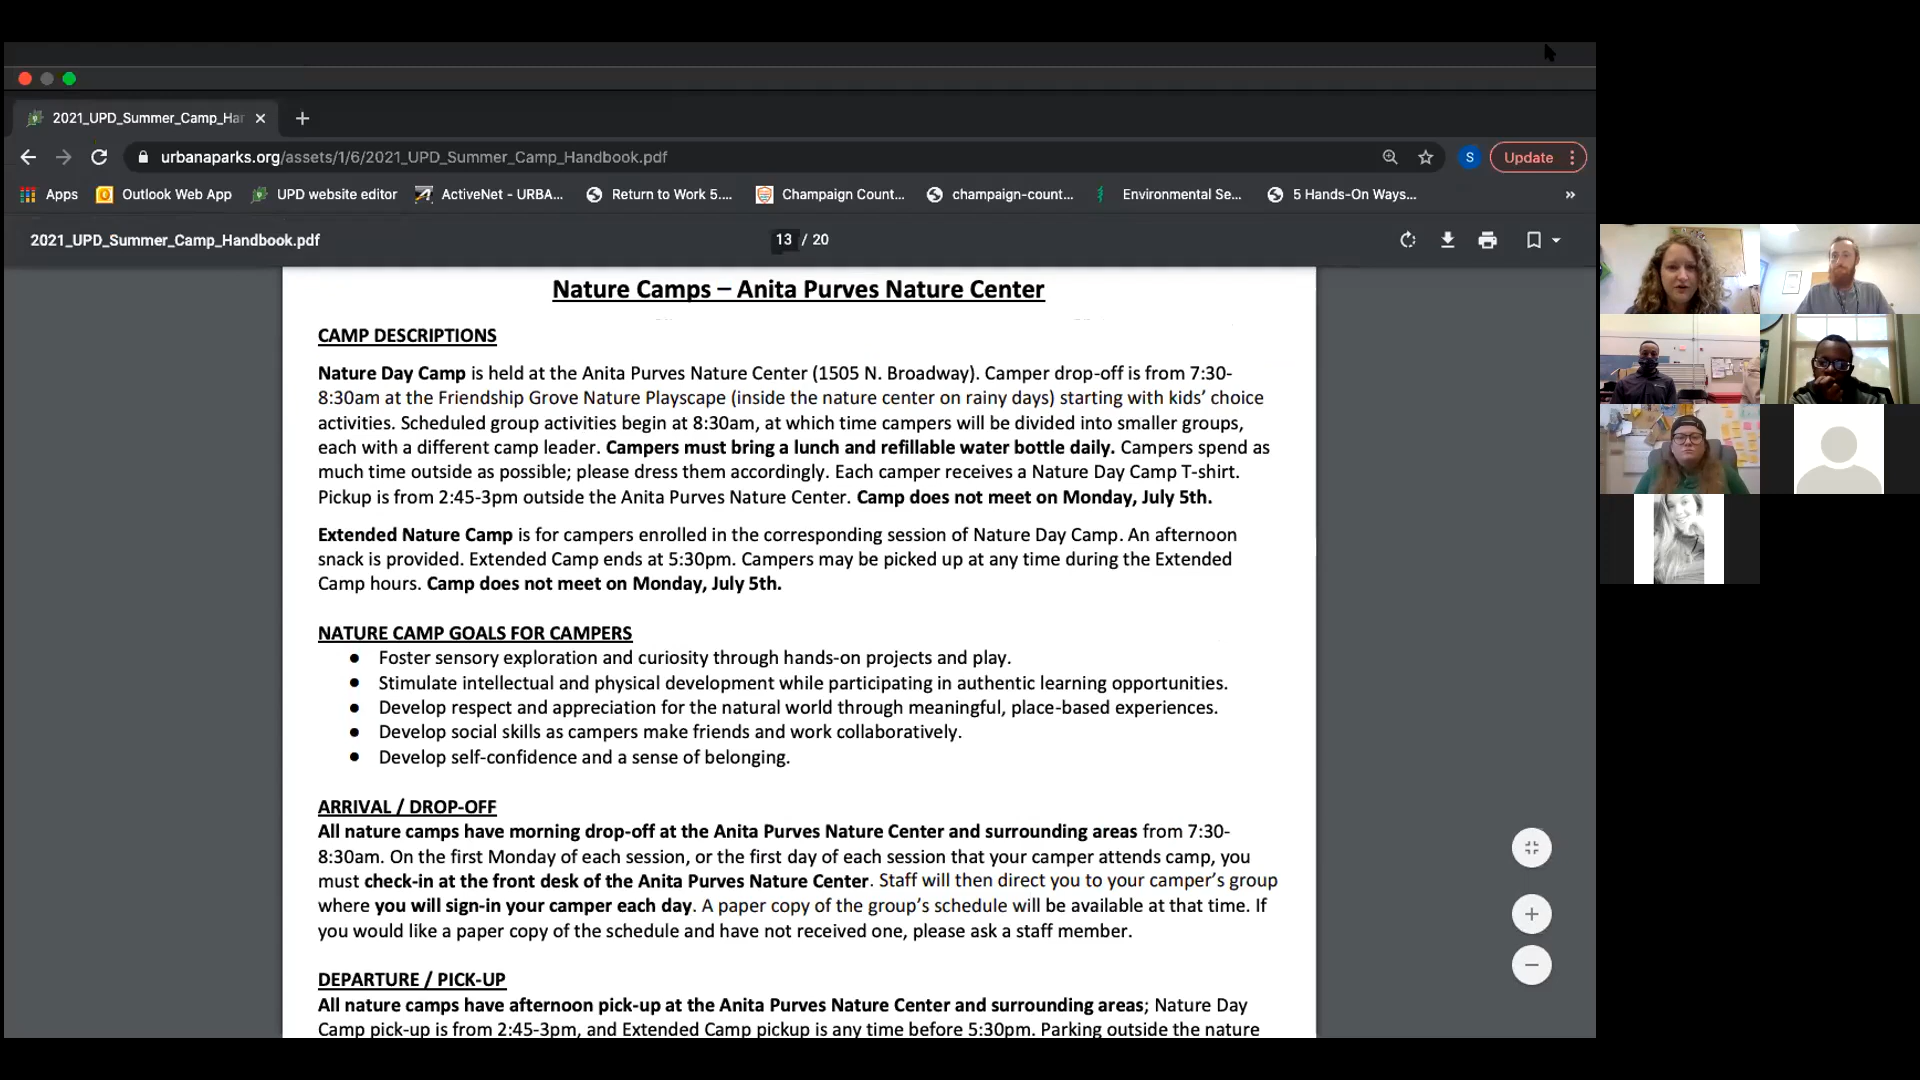 2021_UPD_Summer_Camp_Har
urbanaparks.org/assets/1/6/2021_UPD_Summer_Camp_Handbook.pdf
S
Update
Apps
Outlook Web App
UPD website editor
ActiveNet - URBA...
Return to Work 5....
Champaign Count...
champaign-count...
Environmental Se...
5 Hands-On Ways...
»
2021_UPD_Summer_Camp_Handbook.pdf
13 / 20
Nature Camps – Anita Purves Nature Center
CAMP DESCRIPTIONS
Nature Day Camp is held at the Anita Purves Nature Center (1505 N. Broadway). Camper drop-off is from 7:30-
8:30am at the Friendship Grove Nature Playscape (inside the nature center on rainy days) starting with kids’ choice
activities. Scheduled group activities begin at 8:30am, at which time campers will be divided into smaller groups,
each with a different camp leader. Campers must bring a lunch and refillable water bottle daily. Campers spend as
much time outside as possible; please dress them accordingly. Each camper receives a Nature Day Camp T-shirt.
Pickup is from 2:45-3pm outside the Anita Purves Nature Center. Camp does not meet on Monday, July 5th.
Extended Nature Camp is for campers enrolled in the corresponding session of Nature Day Camp. An afternoon
snack is provided. Extended Camp ends at 5:30pm. Campers may be picked up at any time during the Extended
Camp hours. Camp does not meet on Monday, July 5th.
NATURE CAMP GOALS FOR CAMPERS
● Foster sensory exploration and curiosity through hands-on projects and play.
● Stimulate intellectual and physical development while participating in authentic learning opportunities.
● Develop respect and appreciation for the natural world through meaningful, place-based experiences.
● Develop social skills as campers make friends and work collaboratively.
● Develop self-confidence and a sense of belonging.
ARRIVAL / DROP-OFF
All nature camps have morning drop-off at the Anita Purves Nature Center and surrounding areas from 7:30-
8:30am. On the first Monday of each session, or the first day of each session that your camper attends camp, you
must check-in at the front desk of the Anita Purves Nature Center. Staff will then direct you to your camper’s group
where you will sign-in your camper each day. A paper copy of the group’s schedule will be available at that time. If
you would like a paper copy of the schedule and have not received one, please ask a staff member.
DEPARTURE / PICK-UP
All nature camps have afternoon pick-up at the Anita Purves Nature Center and surrounding areas; Nature Day
Camp pick-up is from 2:45-3pm, and Extended Camp pickup is any time before 5:30pm. Parking outside the nature